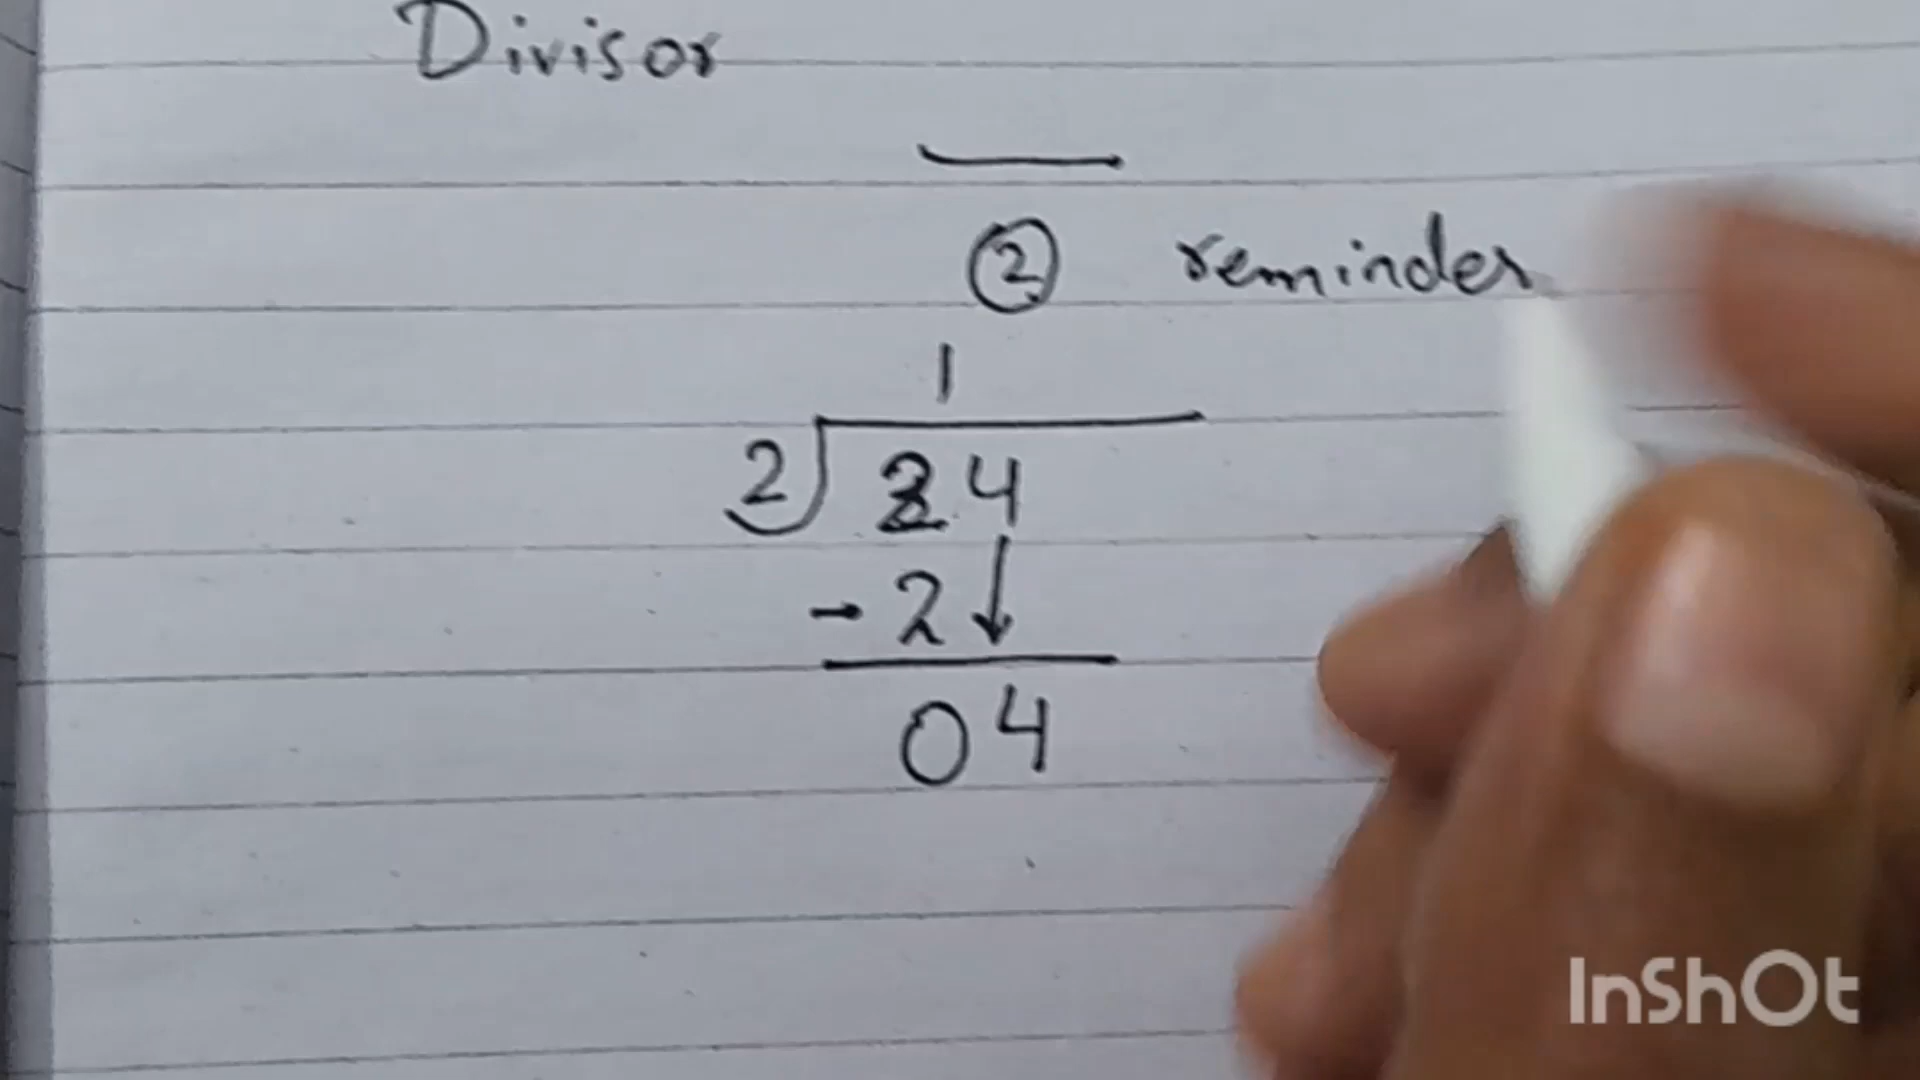 Divisor
② reminder
1
2 24
- 2 ↓
04
InShOt